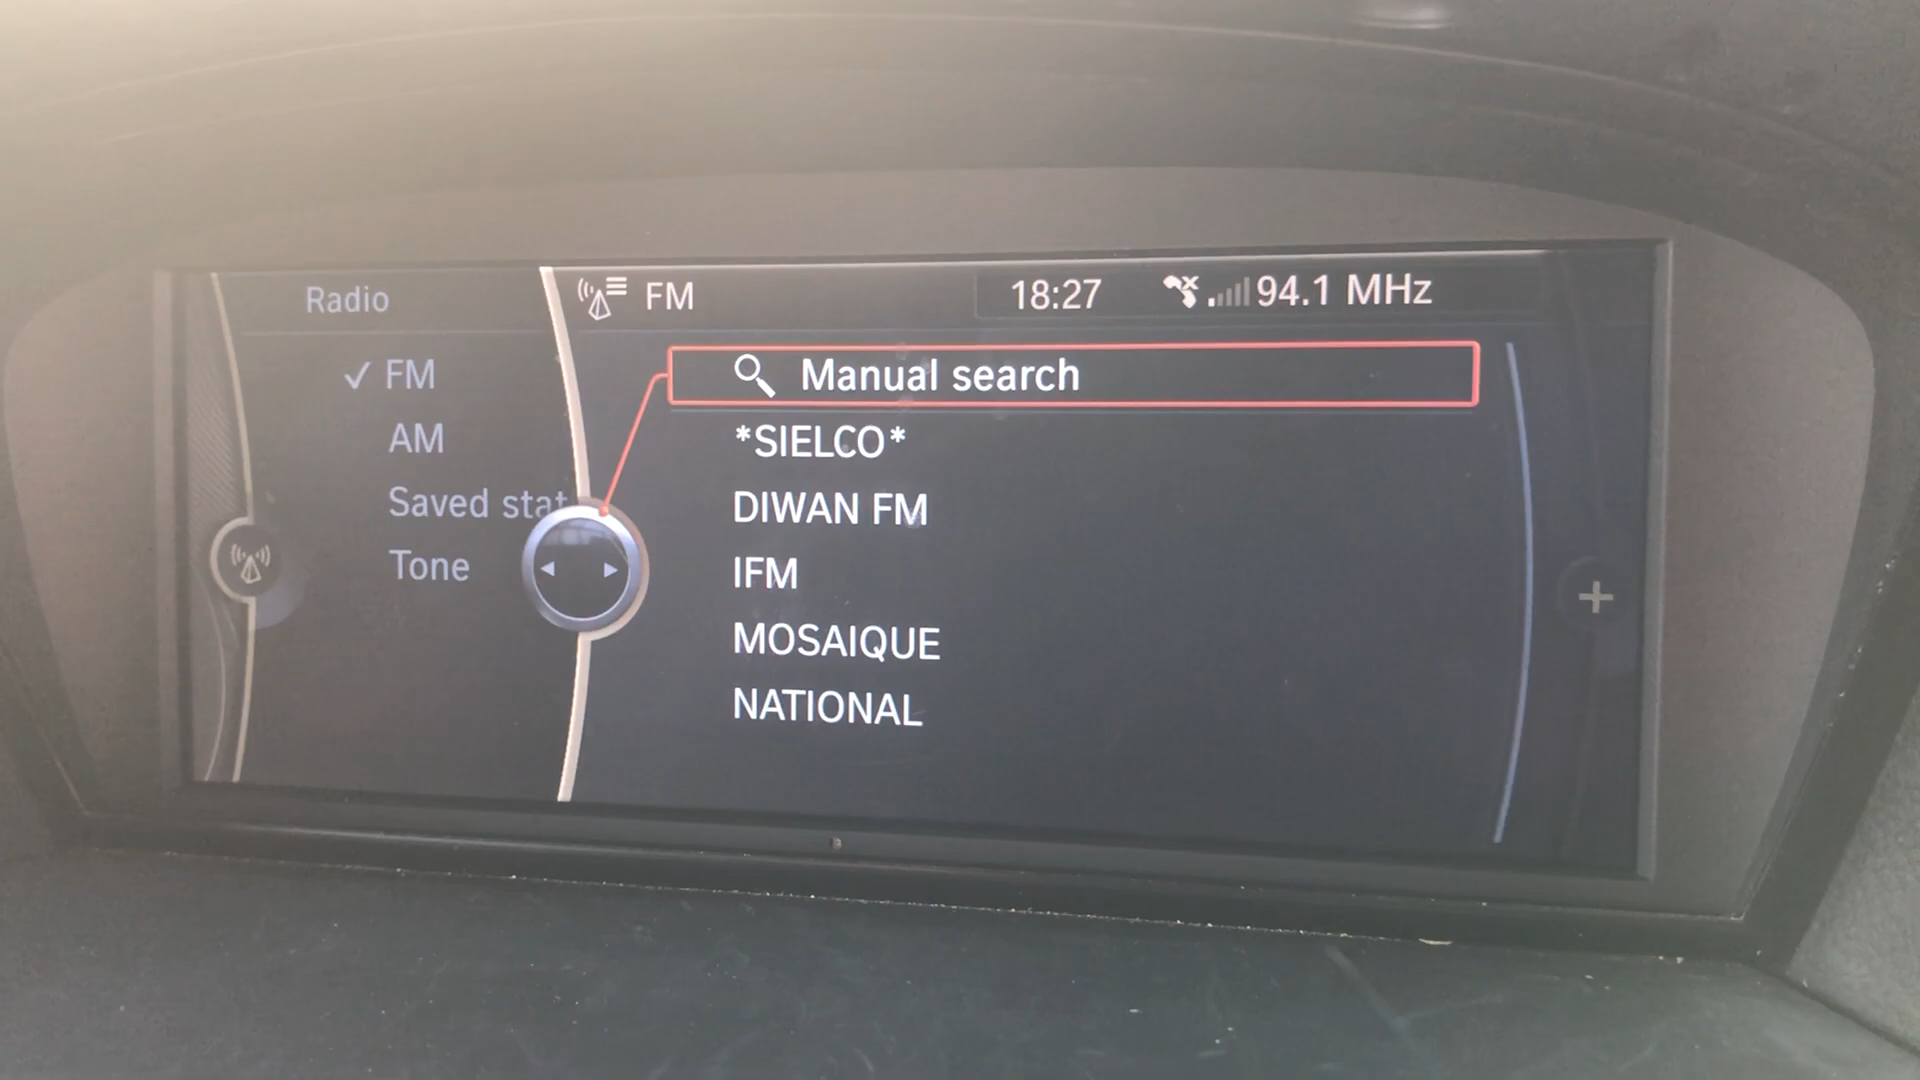 Radio
FM
18:27
94.1 MHz
✓ FM
AM
Saved stat
Tone
Manual search
*SIELCO*
DIWAN FM
IFM
MOSAIQUE
NATIONAL